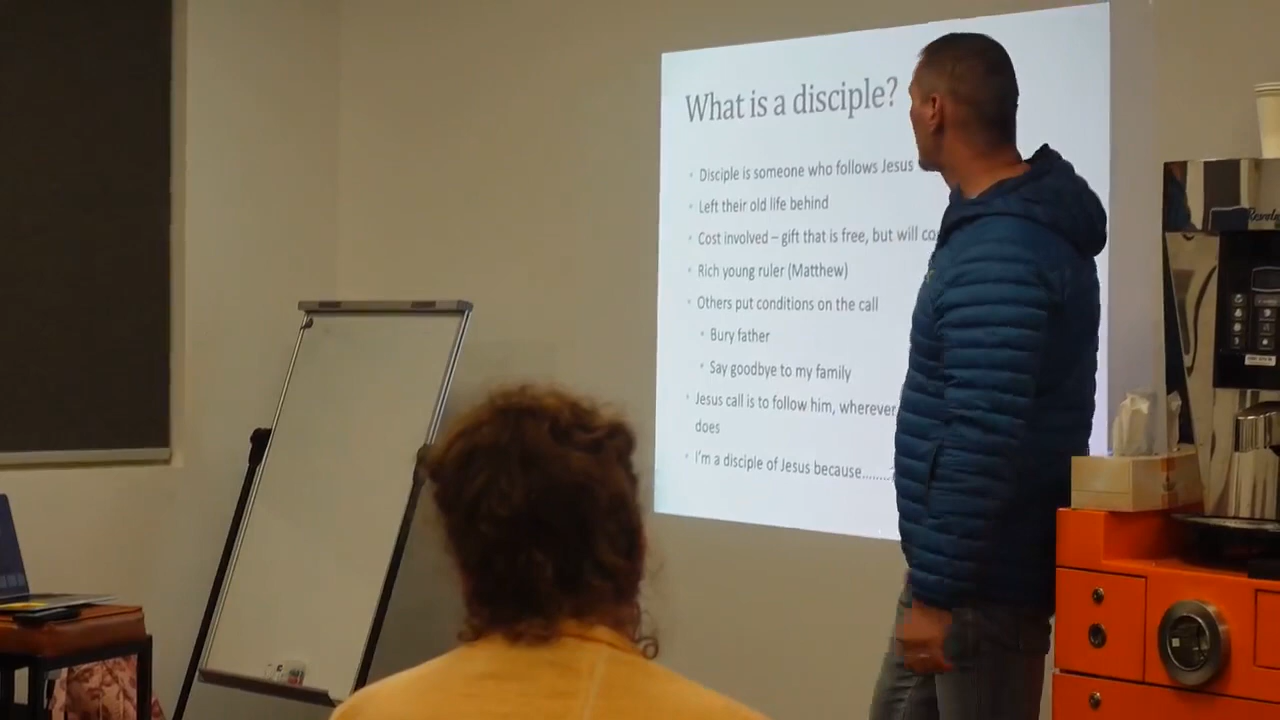 What is a disciple?
Disciple is someone who follows Jesus
Left their old life behind
Cost involved – gift that is free, but will
Rich young ruler (Matthew)
Others put conditions on the call
Bury father
Say goodbye to my family
Jesus call is to follow him, wherever
does
I'm a disciple of Jesus because........